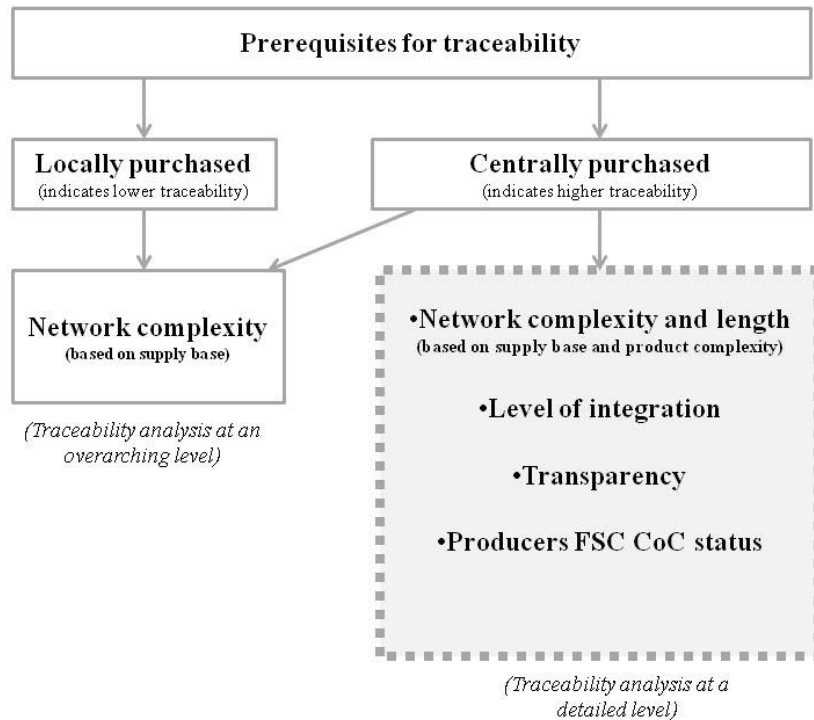 Prerequisites for traceability
Locally purchased
(indicates lower traceability)
Centrally purchased
(indicates higher traceability)
Network complexity
(based on supply base)
(Traceability analysis at an
overarching level)
•Network complexity and length
(based on supply base and product complexity)
•Level of integration
•Transparency
•Producers FSC CoC status
(Traceability analysis at a
detailed level)